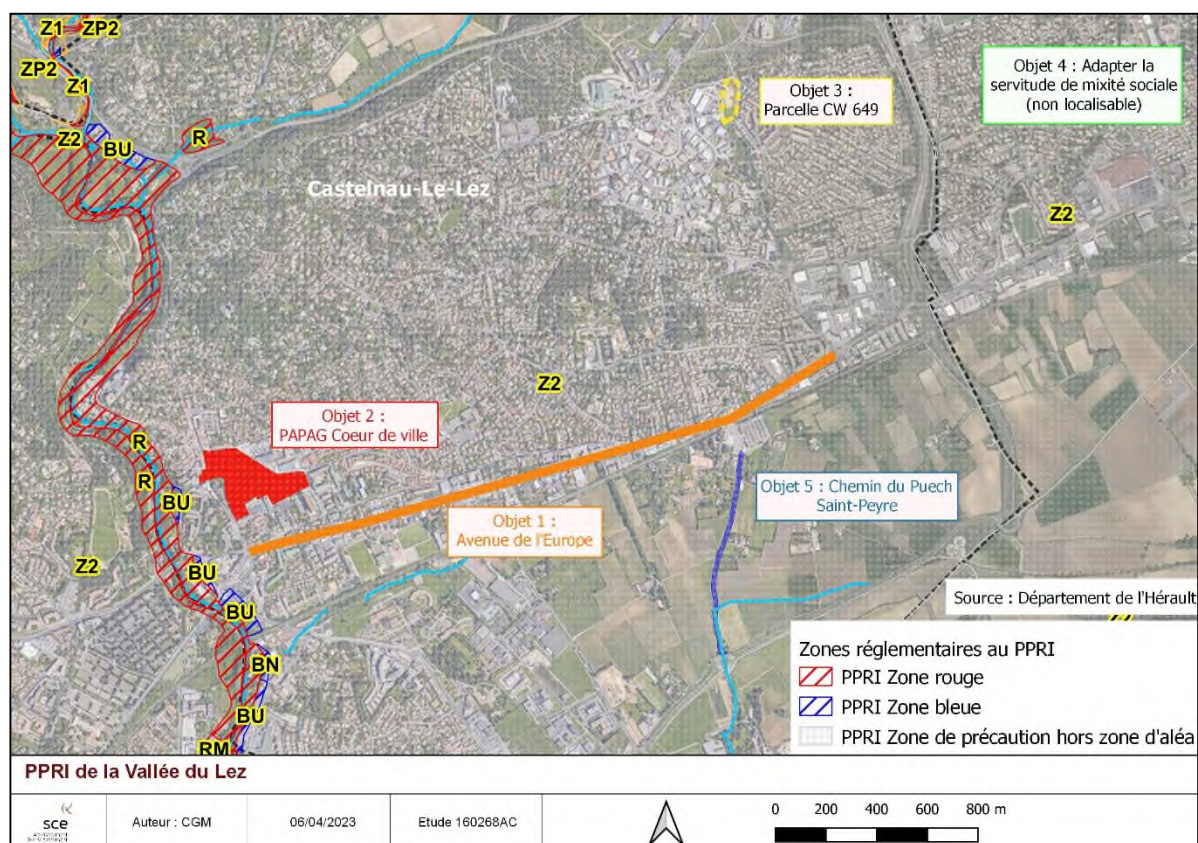 Z1
ZP2
ZP2
Z1
Z2
BU
R
Objet 3 :
Parcelle CW 649
Objet 4 : Adapter la
servitude de mixité sociale
(non localisable)
Castelnau-Le-Lez
Z2
Z2
Objet 2 :
PAPAG Coeur de ville
R
R
BU
Objet 1 :
Avenue de l'Europe
Objet 5 : Chemin du Puech
Saint-Peyre
Z2
BU
BU
BN
BU
RM
Source : Département de l'Hérault
Zones réglementaires au PPRI
PPRI Zone rouge
PPRI Zone bleue
PPRI Zone de précaution hors zone d'aléa
PPRI de la Vallée du Lez
sce
Auteur : CGM
06/04/2023
Etude 160268AC
0 200 400 600 800 m